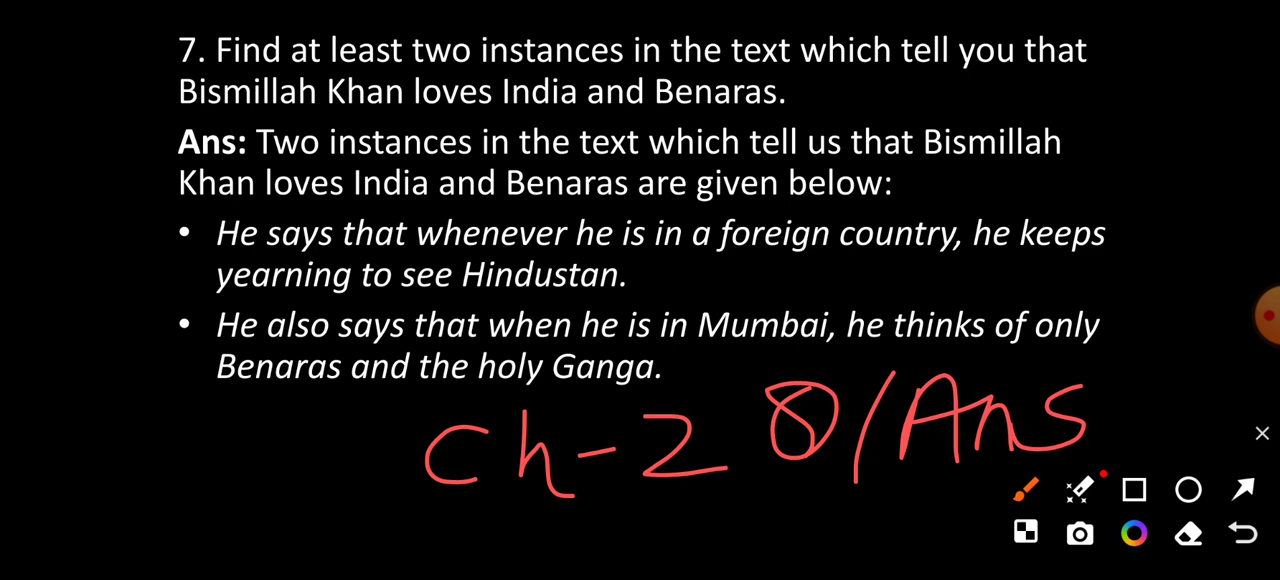 7. Find at least two instances in the text which tell you that
Bismillah Khan loves India and Benaras.
Ans: Two instances in the text which tell us that Bismillah
Khan loves India and Benaras are given below:
• He says that whenever he is in a foreign country, he keeps
yearning to see Hindustan.
• He also says that when he is in Mumbai, he thinks of only
Benaras and the holy Ganga.
Ch-2 Q/Ans